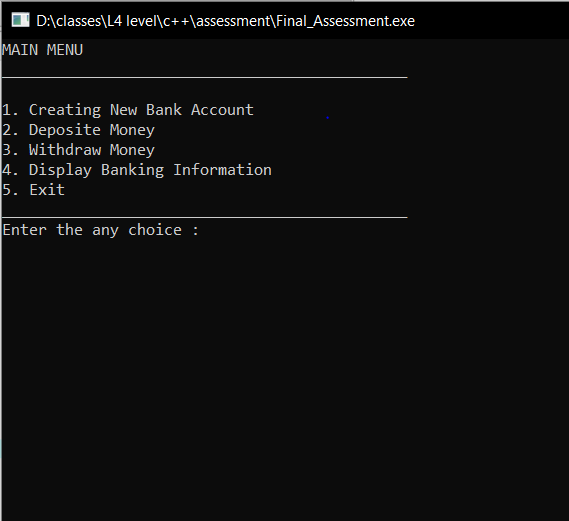 D:\classes\L4 level\c++\assessment\Final_Assessment.exe
MAIN MENU
_____________________________________________
1. Creating New Bank Account
2. Deposite Money
3. Withdraw Money
4. Display Banking Information
5. Exit
_____________________________________________
Enter the any choice :